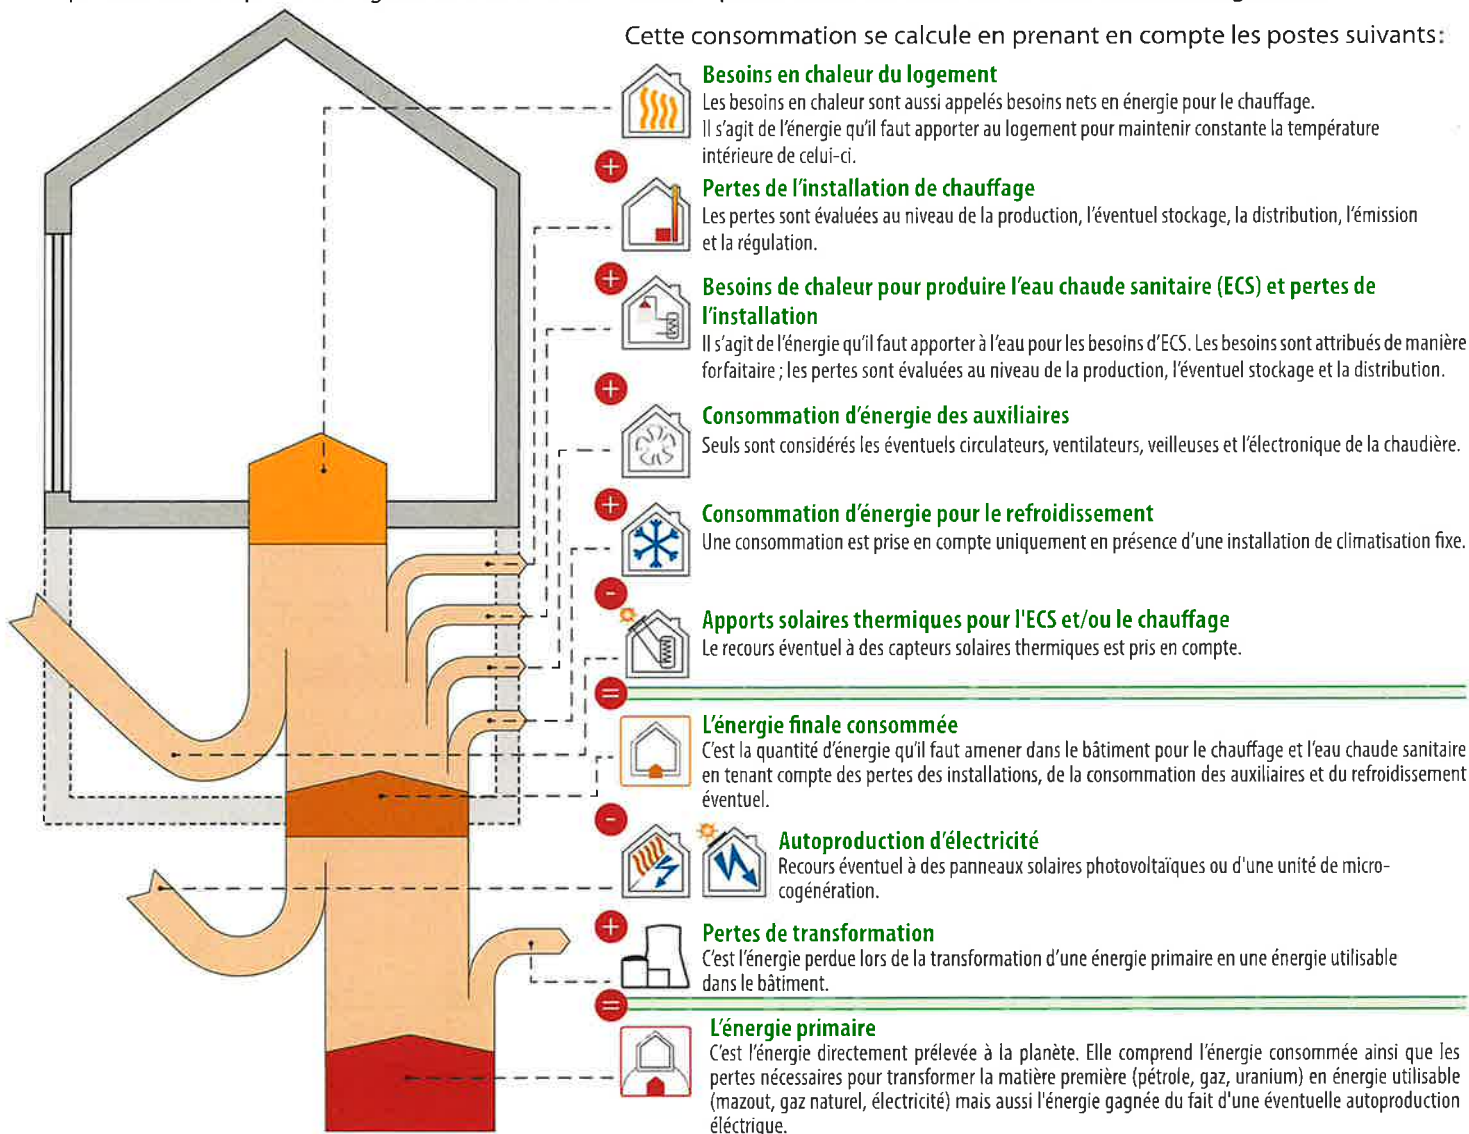 Cette consommation se calcule en prenant en compte les postes suivants:
Besoins en chaleur du logement
Les besoins en chaleur sont aussi appelés besoins nets en énergie pour le chauffage.
Il s'agit de l'énergie qu'il faut apporter au logement pour maintenir constante la température
intérieure de celui-ci.
+
Pertes de l'installation de chauffage
Les pertes sont évaluées au niveau de la production, l'éventuel stockage, la distribution, l'émission
et la régulation.
+
Besoins de chaleur pour produire l'eau chaude sanitaire (ECS) et pertes de
l'installation
Il s'agit de l'énergie qu'il faut apporter à l'eau pour les besoins d'ECS. Les besoins sont attribués de manière
forfaitaire ; les pertes sont évaluées au niveau de la production, l'éventuel stockage et la distribution.
+
Consommation d'énergie des auxiliaires
Seuls sont considérés les éventuels circulateurs, ventilateurs, veilleuses et l'électronique de la chaudière.
+
Consommation d'énergie pour le refroidissement
Une consommation est prise en compte uniquement en présence d'une installation de climatisation fixe.
-
Apports solaires thermiques pour l'ECS et/ou le chauffage
Le recours éventuel à des capteurs solaires thermiques est pris en compte.
=
L'énergie finale consommée
C'est la quantité d'énergie qu'il faut amener dans le bâtiment pour le chauffage et l'eau chaude sanitaire
en tenant compte des pertes des installations, de la consommation des auxiliaires et du refroidissement
éventuel.
-
Autoproduction d'électricité
Recours éventuel à des panneaux solaires photovoltaïques ou d'une unité de micro-
cogénération.
+
Pertes de transformation
C'est l'énergie perdue lors de la transformation d'une énergie primaire en une énergie utilisable
dans le bâtiment.
=
L'énergie primaire
C'est l'énergie directement prélevée à la planète. Elle comprend l'énergie consommée ainsi que les
pertes nécessaires pour transformer la matière première (pétrole, gaz, uranium) en énergie utilisable
(mazout, gaz naturel, électricité) mais aussi l'énergie gagnée du fait d'une éventuelle autoproduction
éléctrique.